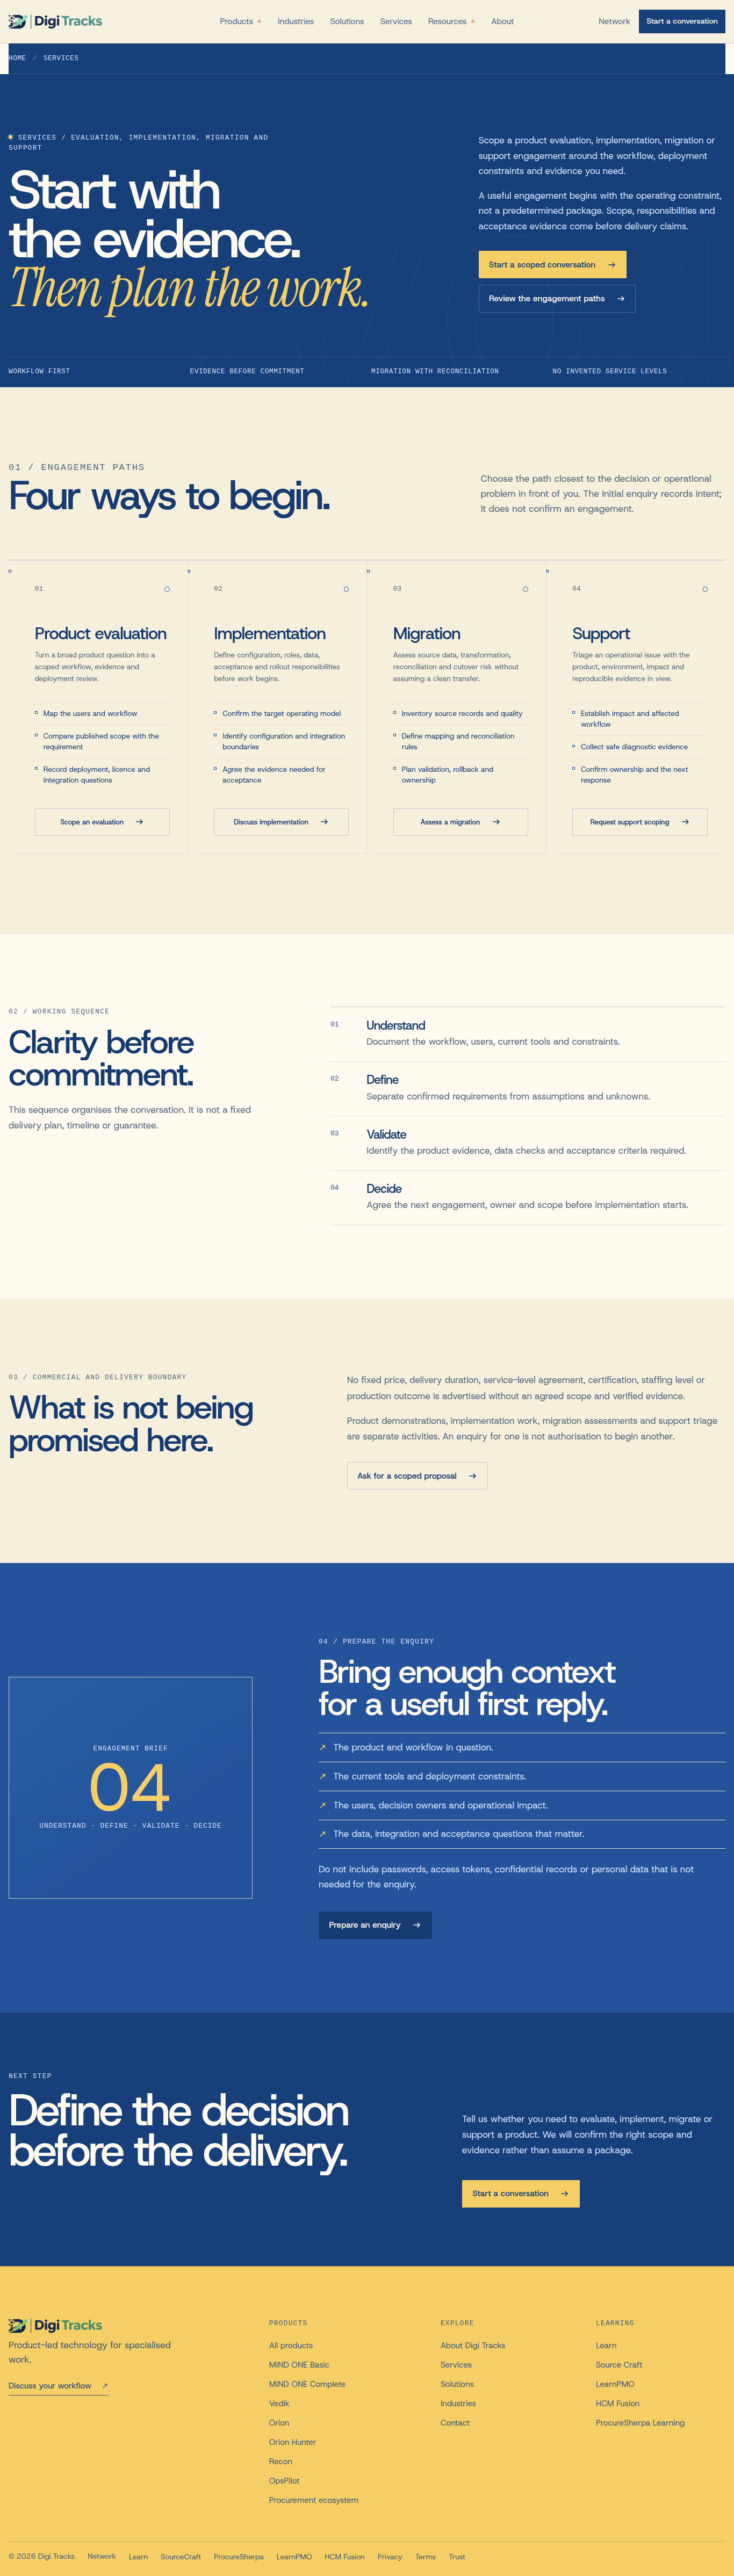 Digi Tracks
Products +
Industries
Solutions
Services
Resources +
About
Network
Start a conversation
HOME / SERVICES
SERVICES / EVALUATION, IMPLEMENTATION, MIGRATION AND
SUPPORT
Start with
the evidence.
Then plan the work.
Scope a product evaluation, implementation, migration or
support engagement around the workflow, deployment
constraints and evidence you need.
A useful engagement begins with the operating constraint,
not a predetermined package. Scope, responsibilities and
acceptance evidence come before delivery claims.
Start a scoped conversation →
Review the engagement paths →
WORKFLOW FIRST
EVIDENCE BEFORE COMMITMENT
MIGRATION WITH RECONCILIATION
NO INVENTED SERVICE LEVELS
01 / ENGAGEMENT PATHS
Four ways to begin.
Choose the path closest to the decision or operational
problem in front of you. The initial enquiry records intent;
it does not confirm an engagement.
01
Product evaluation
Turn a broad product question into a
scoped workflow, evidence and
deployment review.
Map the users and workflow
Compare published scope with the
requirement
Record deployment, licence and
integration questions
Scope an evaluation →
02
Implementation
Define configuration, roles, data,
acceptance and rollout responsibilities
before work begins.
Confirm the target operating model
Identify configuration and integration
boundaries
Agree the evidence needed for
acceptance
Discuss implementation →
03
Migration
Assess source data, transformation,
reconciliation and cutover risk without
assuming a clean transfer.
Inventory source records and quality
Define mapping and reconciliation
rules
Plan validation, rollback and
ownership
Assess a migration →
04
Support
Triage an operational issue with the
product, environment, impact and
reproducible evidence in view.
Establish impact and affected
workflow
Collect safe diagnostic evidence
Confirm ownership and the next
response
Request support scoping →
02 / WORKING SEQUENCE
Clarity before
commitment.
This sequence organises the conversation. It is not a fixed
delivery plan, timeline or guarantee.
01
Understand
Document the workflow, users, current tools and constraints.
02
Define
Separate confirmed requirements from assumptions and unknowns.
03
Validate
Identify the product evidence, data checks and acceptance criteria required.
04
Decide
Agree the next engagement, owner and scope before implementation starts.
03 / COMMERCIAL AND DELIVERY BOUNDARY
What is not being
promised here.
No fixed price, delivery duration, service-level agreement, certification, staffing level or
production outcome is advertised without an agreed scope and verified evidence.
Product demonstrations, implementation work, migration assessments and support triage
are separate activities. An enquiry for one is not authorisation to begin another.
Ask for a scoped proposal →
ENGAGEMENT BRIEF
04
UNDERSTAND · DEFINE · VALIDATE · DECIDE
04 / PREPARE THE ENQUIRY
Bring enough context
for a useful first reply.
↗ The product and workflow in question.
↗ The current tools and deployment constraints.
↗ The users, decision owners and operational impact.
↗ The data, integration and acceptance questions that matter.
Do not include passwords, access tokens, confidential records or personal data that is not
needed for the enquiry.
Prepare an enquiry →
NEXT STEP
Define the decision
before the delivery.
Tell us whether you need to evaluate, implement, migrate or
support a product. We will confirm the right scope and
evidence rather than assume a package.
Start a conversation →
Digi Tracks
Product-led technology for specialised
work.
Discuss your workflow ↗
PRODUCTS
All products
MIND ONE Basic
MIND ONE Complete
Vedik
Orion
Orion Hunter
Recon
OpsPilot
Procurement ecosystem
EXPLORE
About Digi Tracks
Services
Solutions
Industries
Contact
LEARNING
Learn
Source Craft
LearnPMO
HCM Fusion
ProcureSherpa Learning
© 2026 Digi Tracks
Network
Learn
SourceCraft
ProcureSherpa
LearnPMO
HCM Fusion
Privacy
Terms
Trust